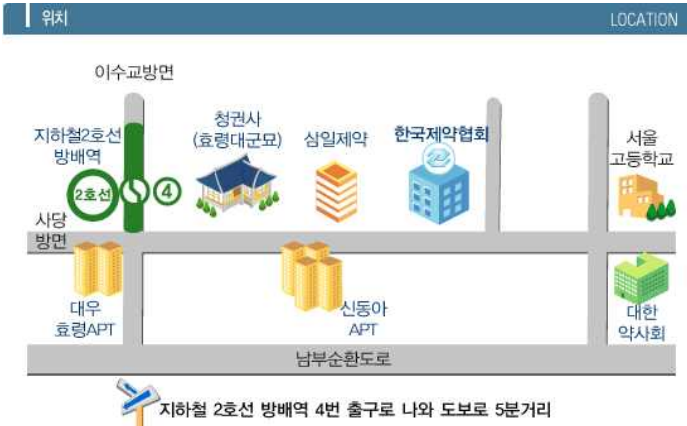 위치
LOCATION
이수교방면
지하철2호선
방배역
2호선
4
청권사
(효령대군묘)
삼일제약
한국제약협회
서울
고등학교
사당
방면
대우
효령APT
신동아
APT
대한
약사회
남부순환도로
지하철 2호선 방배역 4번 출구로 나와 도보로 5분거리